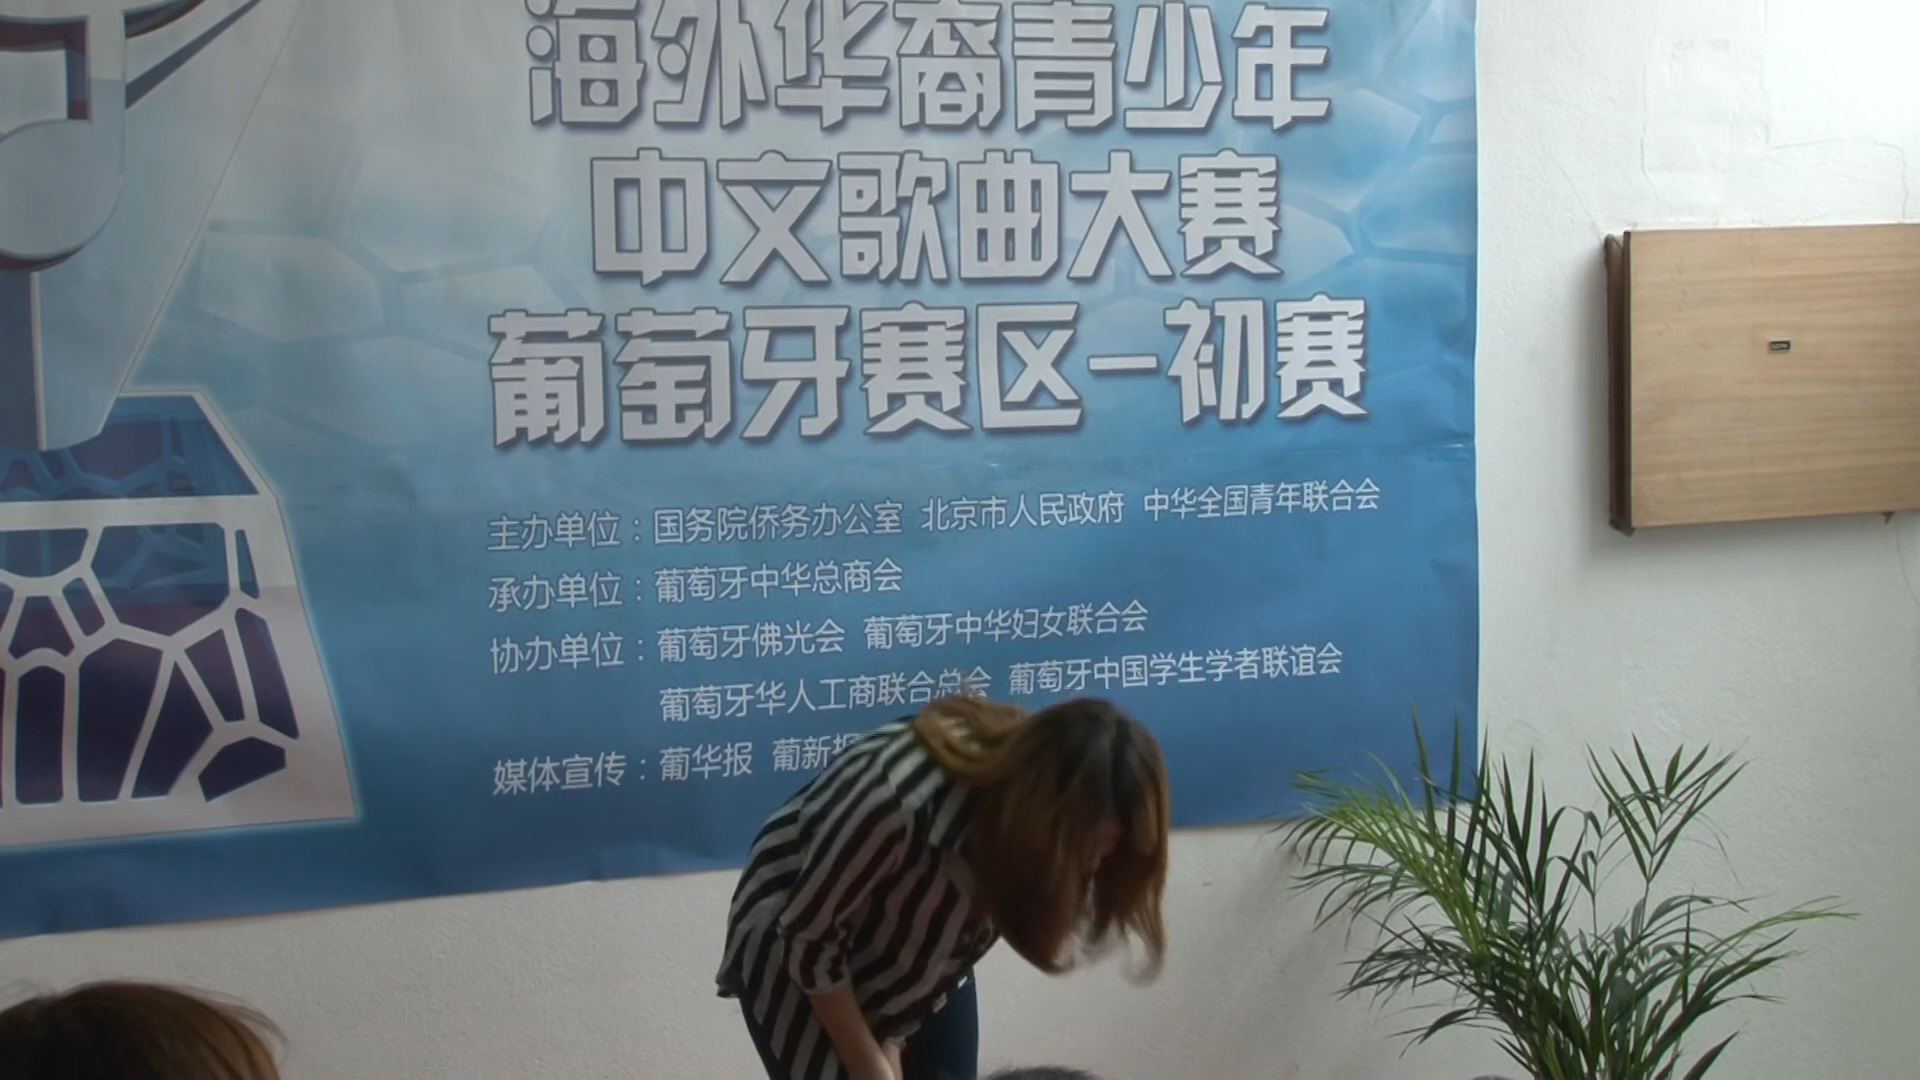 海外华裔青少年
中文歌曲大赛
葡萄牙赛区-初赛
主办单位：国务院侨务办公室 北京市人民政府 中华全国青年联合会
承办单位：葡萄牙中华总商会
协办单位：葡萄牙佛光会 葡萄牙中华妇女联合会
葡萄牙华人工商联合总会 葡萄牙中国学生学者联谊会
媒体宣传：葡华报 葡新报